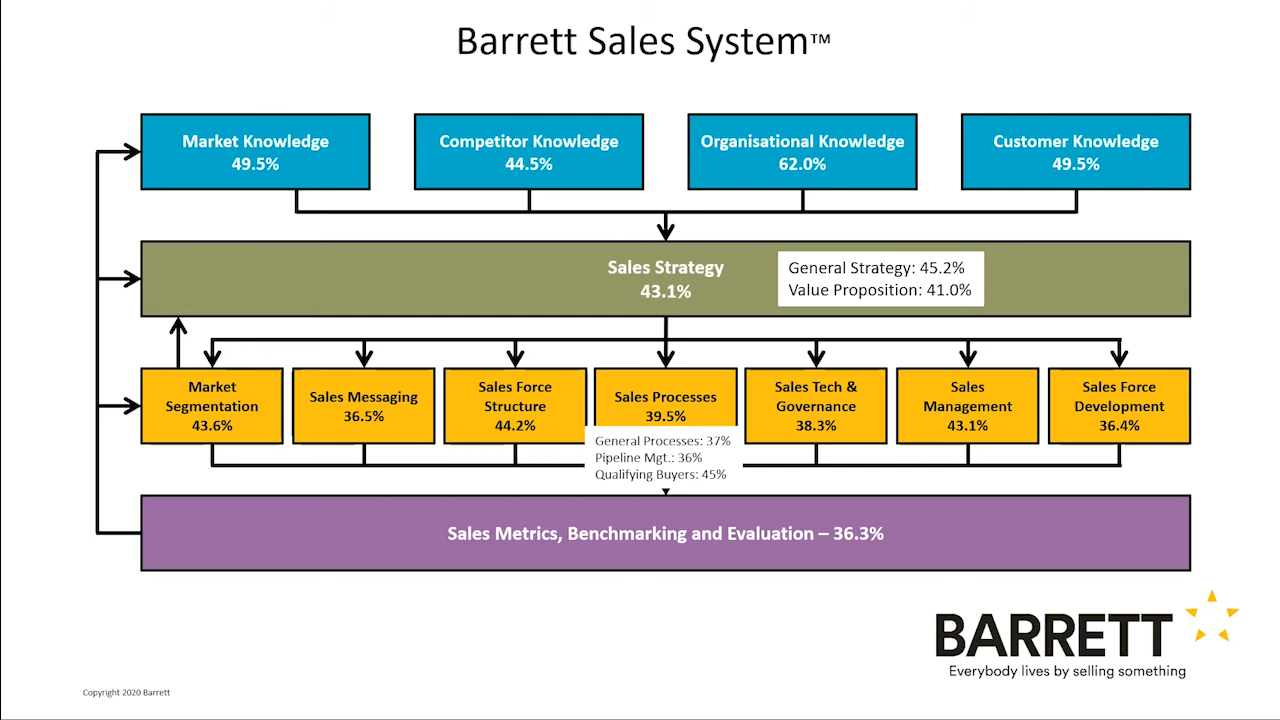 Barrett Sales System™
Market Knowledge
49.5%
Competitor Knowledge
44.5%
Organisational Knowledge
62.0%
Customer Knowledge
49.5%
Sales Strategy
43.1%
General Strategy: 45.2%
Value Proposition: 41.0%
Market
Segmentation
43.6%
Sales Messaging
36.5%
Sales Force
Structure
44.2%
Sales Processes
39.5%
General Processes: 37%
Pipeline Mgt.: 36%
Qualifying Buyers: 45%
Sales Tech &
Governance
38.3%
Sales
Management
43.1%
Sales Force
Development
36.4%
Sales Metrics, Benchmarking and Evaluation – 36.3%
BARRETT
Everybody lives by selling something
Copyright 2020 Barrett